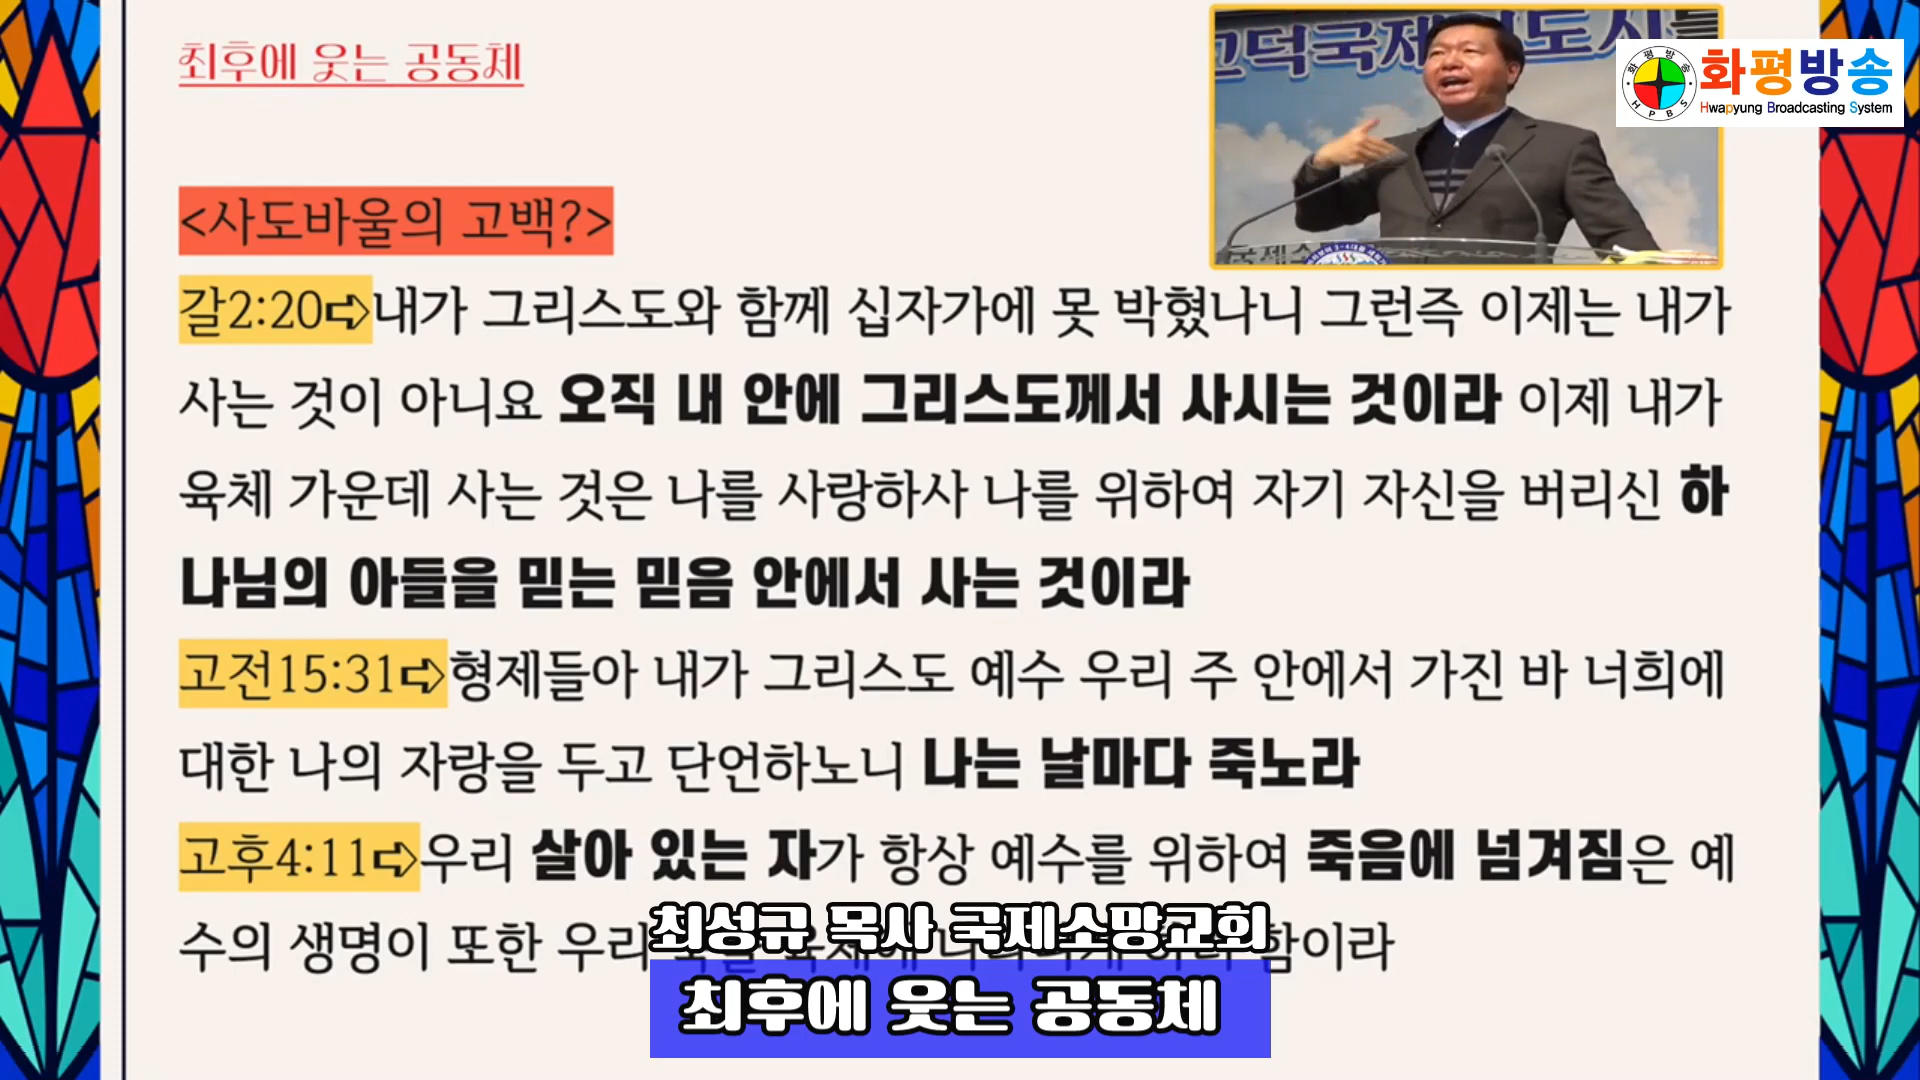 최후에 웃는 공동체
고덕국제
화평방송
Hwapyung Broadcasting System
화평방송
HPBS
<사도바울의 고백?>
갈2:20➩내가 그리스도와 함께 십자가에 못 박혔나니 그런즉 이제는 내가
사는 것이 아니요 오직 내 안에 그리스도께서 사시는 것이라 이제 내가
육체 가운데 사는 것은 나를 사랑하사 나를 위하여 자기 자신을 버리신 하
나님의 아들을 믿는 믿음 안에서 사는 것이라
고전15:31➩형제들아 내가 그리스도 예수 우리 주 안에서 가진 바 너희에
대한 나의 자랑을 두고 단언하노니 나는 날마다 죽노라
고후4:11➩우리 살아 있는 자가 항상 예수를 위하여 죽음에 넘겨짐은 예
수의 생명이 또한 우리 함이라
최성규 목사 국제소망교회
최후에 웃는 공동체